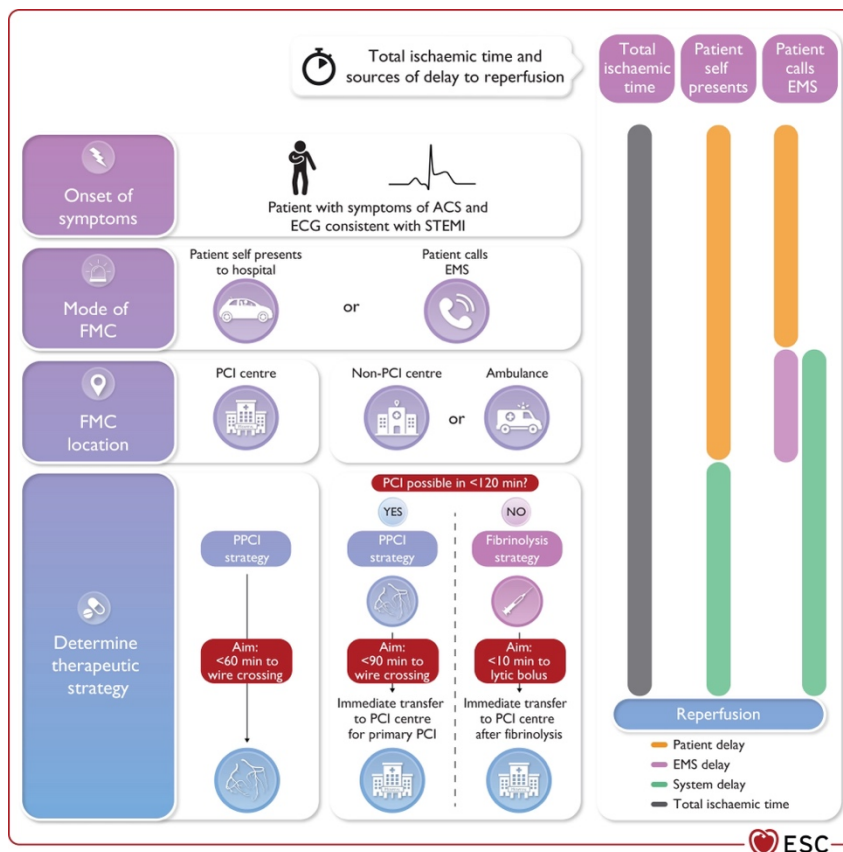 Total ischaemic time and
sources of delay to reperfusion
Total
ischaemic
time
Patient
self
presents
Patient
calls
EMS
Onset of
symptoms
Patient with symptoms of ACS and
ECG consistent with STEMI
Mode of
FMC
Patient self presents
to hospital
or
Patient calls
EMS
FMC
location
PCI centre
Non-PCI centre
or
Ambulance
Determine
therapeutic
strategy
PCI possible in <120 min?
YES
NO
PPCI
strategy
PPCI
strategy
Fibrinolysis
strategy
Aim:
<60 min to
wire crossing
Aim:
<90 min to
wire crossing
Aim:
<10 min to
lytic bolus
Immediate transfer
to PCI centre
for primary PCI
Immediate transfer
to PCI centre
after fibrinolysis
Reperfusion
Patient delay
EMS delay
System delay
Total ischaemic time
ESC